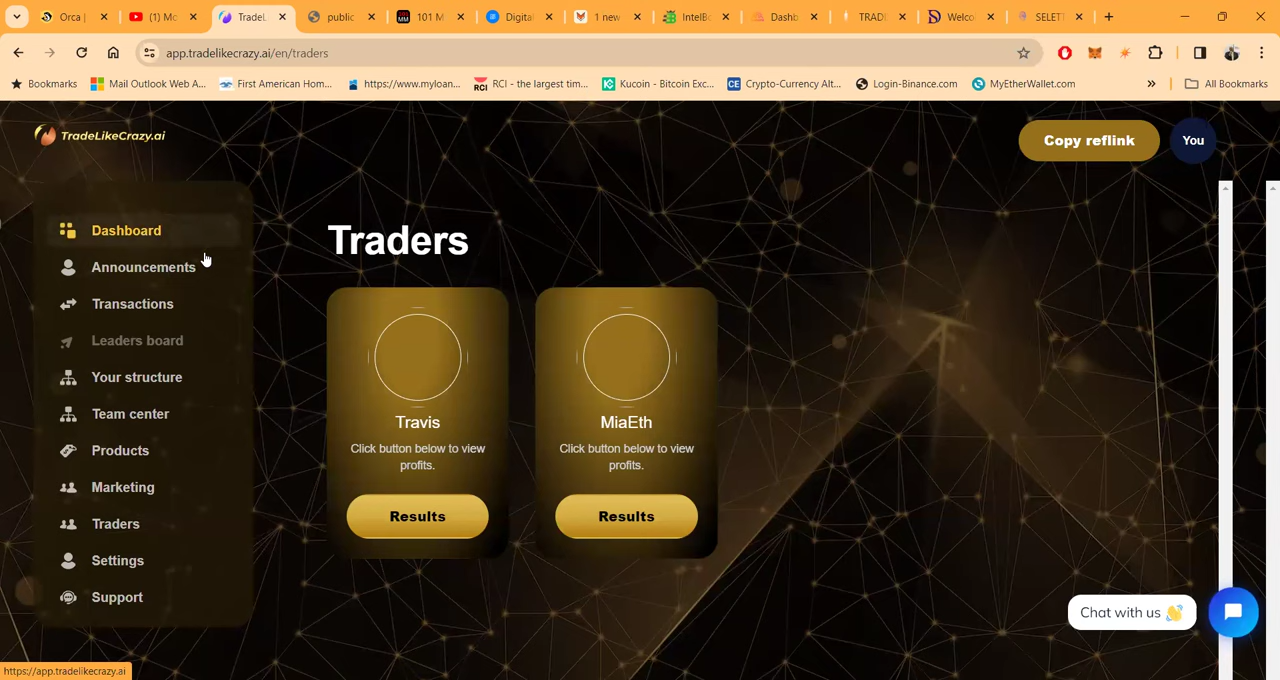 Orca |
(1) Mo
TradeL
public
101 M
Digita
1 new
IntelB
Dashb
TRAD
Welco
SELET
app.tradelikecrazy.ai/en/traders
Bookmarks
Mail Outlook Web A...
First American Hom...
https://www.myloan...
RCI - the largest tim...
Kucoin - Bitcoin Exc...
Crypto-Currency Alt...
Login-Binance.com
MyEtherWallet.com
»
All Bookmarks
TradeLikeCrazy.ai
Copy reflink
You
Dashboard
Announcements
Transactions
Leaders board
Your structure
Team center
Products
Marketing
Traders
Settings
Support
Traders
Travis
Click button below to view
profits.
Results
MiaEth
Click button below to view
profits.
Results
Chat with us 👋
https://app.tradelikecrazy.ai